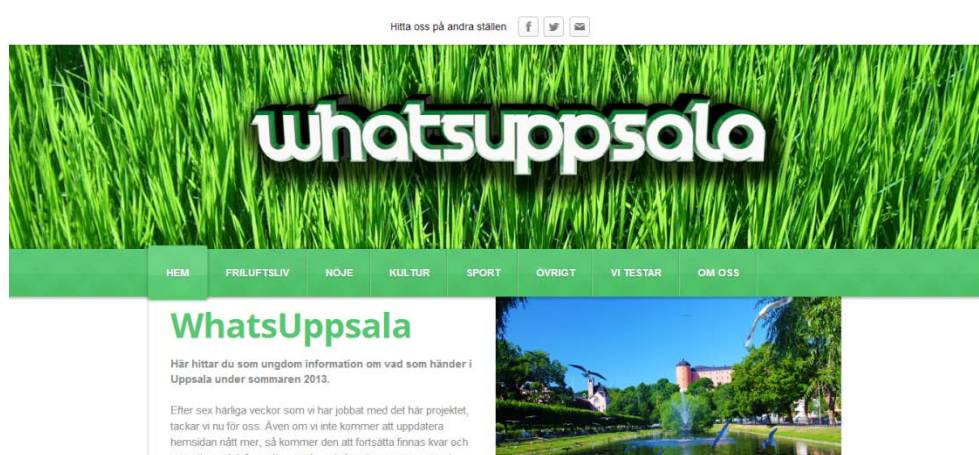 Hitta oss på andra ställen
whatsuppsala
HEM FRILUFTSLIV NÖJE KULTUR SPORT ÖVRIGT VI TESTAR OM OSS
WhatsUppsala
Här hittar du som ungdom information om vad som händer i
Uppsala under sommaren 2013.
Efter sex härliga veckor som vi har jobbat med det här projektet,
tackar vi nu för oss. Även om vi inte kommer att uppdatera
hemsidan nått mer, så kommer den att fortsätta finnas kvar och